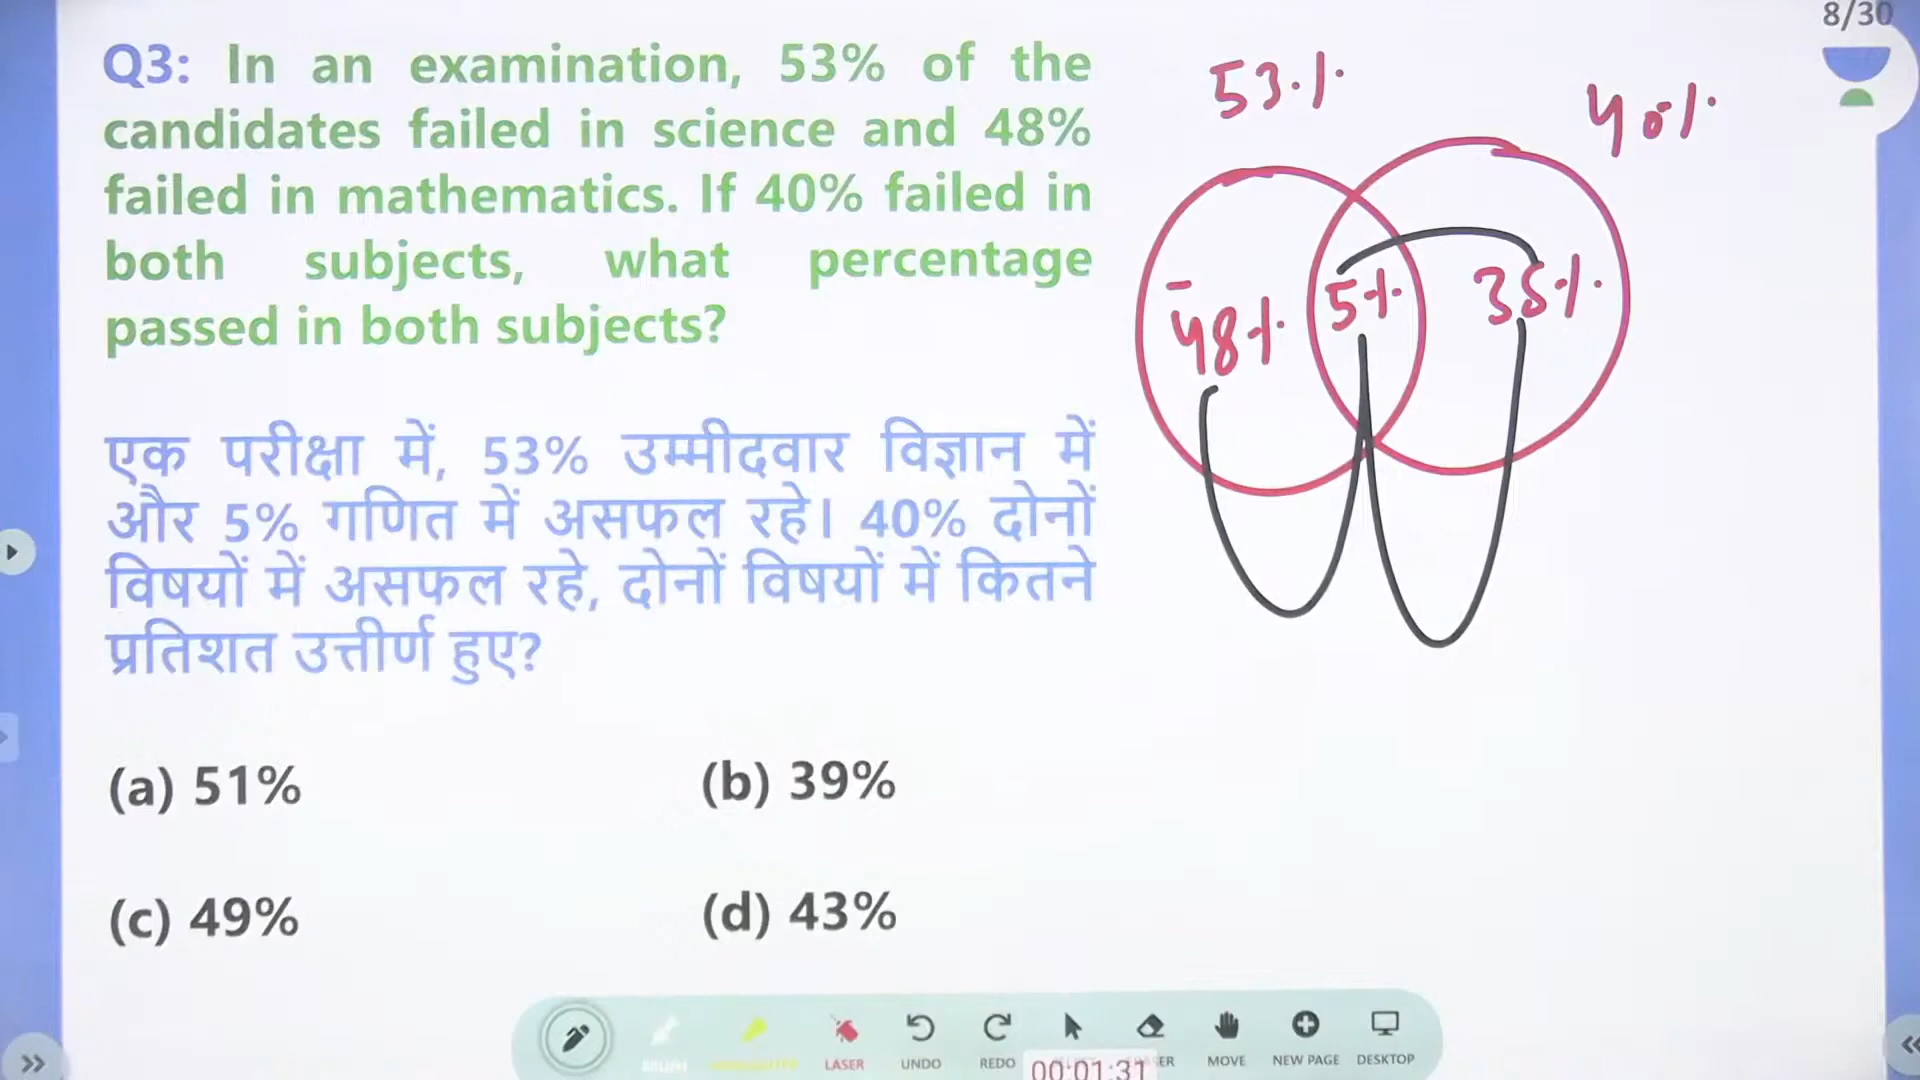 8/30
Q3: In an examination, 53% of the
candidates failed in science and 48%
failed in mathematics. If 40% failed in
both subjects, what percentage
passed in both subjects?
एक परीक्षा में, 53% उम्मीदवार विज्ञान में
और 5% गणित में असफल रहे। 40% दोनों
विषयों में असफल रहे, दोनों विषयों में कितने
प्रतिशत उत्तीर्ण हुए?
(a) 51%
(b) 39%
(c) 49%
(d) 43%
53%
40%
48%
5%
35%
LASER
UNDO
REDO
MOVE
NEW PAGE
DESKTOP
00:01:31